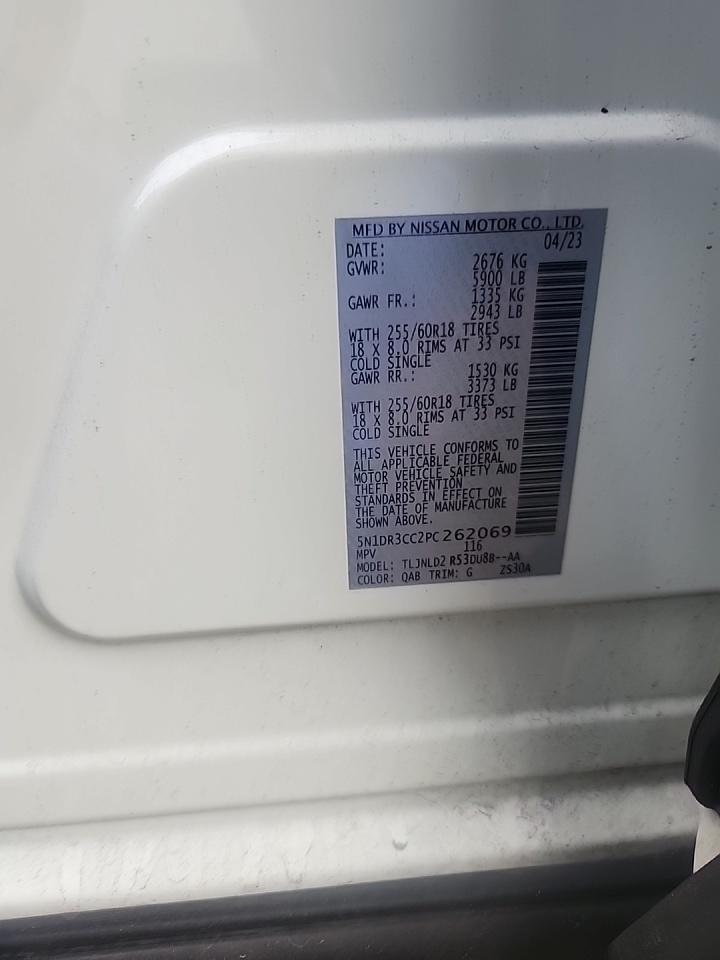 MFD BY NISSAN MOTOR CO., LTD.
DATE: 04/23
GVWR: 2676 KG
5900 LB
GAWR FR.: 1335 KG
2943 LB
WITH 255/60R18 TIRES
18 X 8.0 RIMS AT 33 PSI
COLD SINGLE
GAWR RR.: 1530 KG
3373 LB
WITH 255/60R18 TIRES
18 X 8.0 RIMS AT 33 PSI
COLD SINGLE
THIS VEHICLE CONFORMS TO
ALL APPLICABLE FEDERAL
MOTOR VEHICLE SAFETY AND
THEFT PREVENTION
STANDARDS IN EFFECT ON
THE DATE OF MANUFACTURE
SHOWN ABOVE.
5N1DR3CC2PC262069
MPV 116
MODEL: TLJNLD2 R53DU8B--AA
COLOR: QAB TRIM: G ZS30A